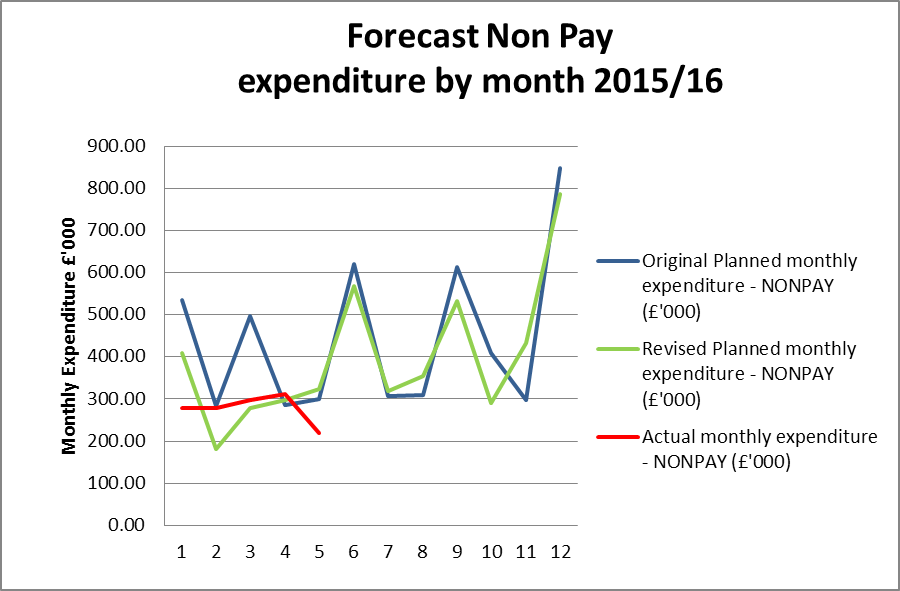 Forecast Non Pay
expenditure by month 2015/16
900.00
800.00
700.00
600.00
500.00
400.00
300.00
200.00
100.00
0.00
Monthly Expenditure £'000
1 2 3 4 5 6 7 8 9 10 11 12
Original Planned monthly
expenditure - NONPAY
(£'000)
Revised Planned monthly
expenditure - NONPAY
(£'000)
Actual monthly expenditure
- NONPAY (£'000)